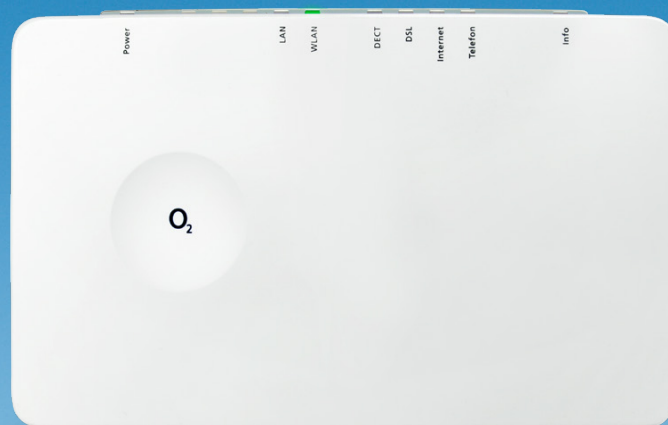 Power
LAN
WLAN
DECT
DSL
Internet
Telefon
Info
O₂